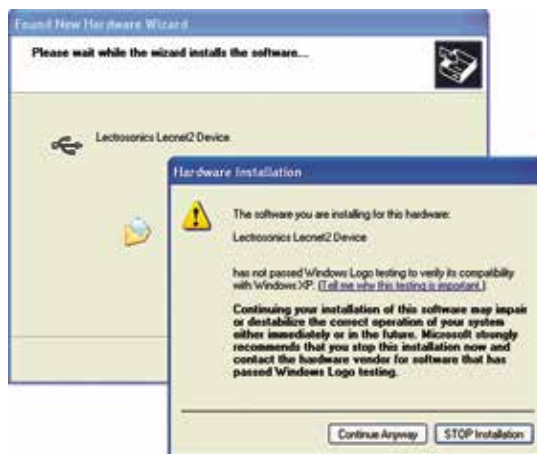 Found New Hardware Wizard
Please wait while the wizard installs the software...
Lectrosonics Lecnet2 Device
Hardware Installation
The software you are installing for this hardware:
Lectrosonics Lecnet2 Device
has not passed Windows Logo testing to verify its compatibility
with Windows XP. (Tell me why this testing is important.)
Continuing your installation of this software may impair
or destabilize the correct operation of your system
either immediately or in the future. Microsoft strongly
recommends that you stop this installation now and
contact the hardware vendor for software that has
passed Windows Logo testing.
Continue Anyway STOP Installation